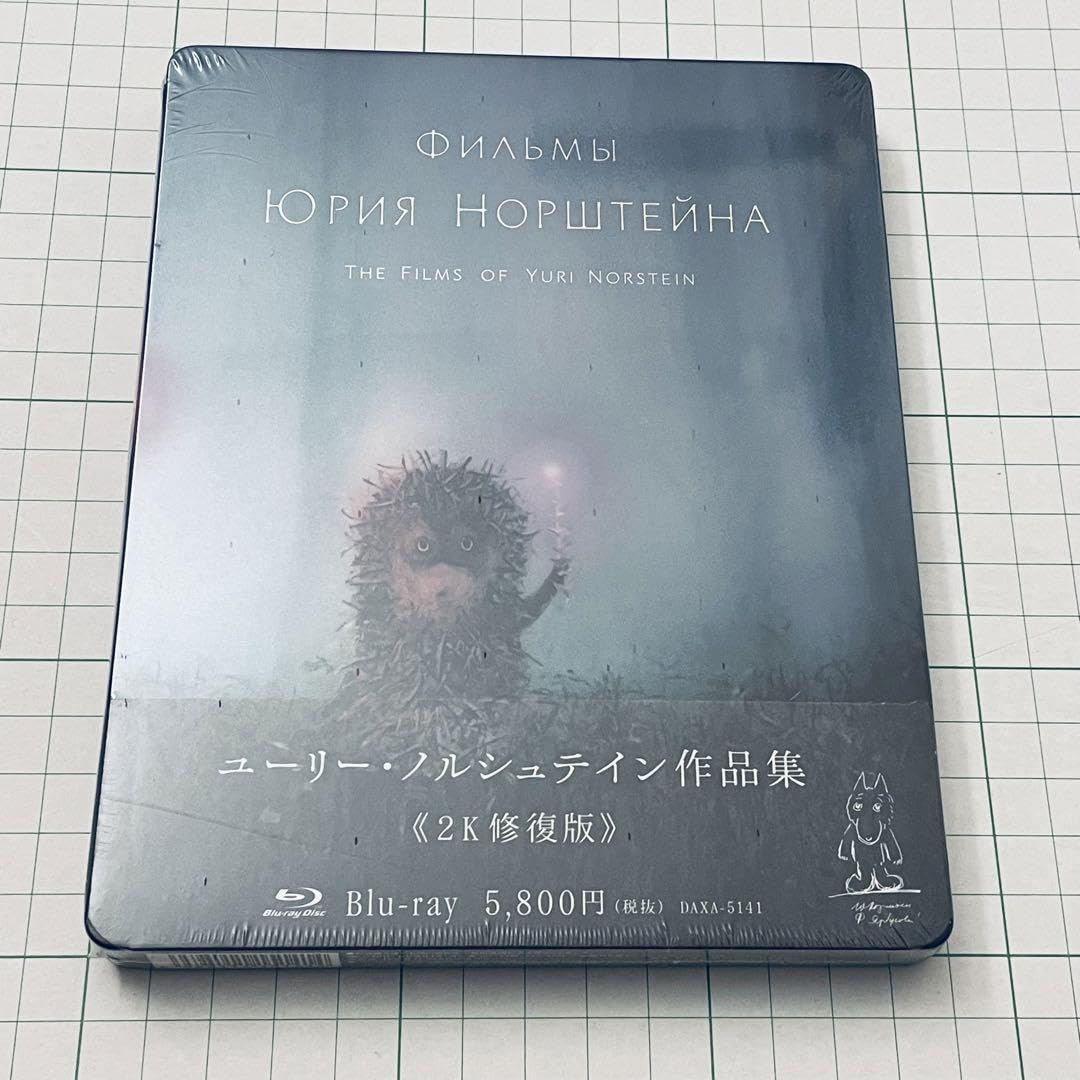 ФИЛЬМЫ
ЮРИЯ НОРШТЕЙНА
THE FILMS OF YURI NORSTEIN
ユーリー・ノルシュテイン作品集
《2K修復版》
Blu-ray Disc Blu-ray 5,800円(税抜) DAXA-5141